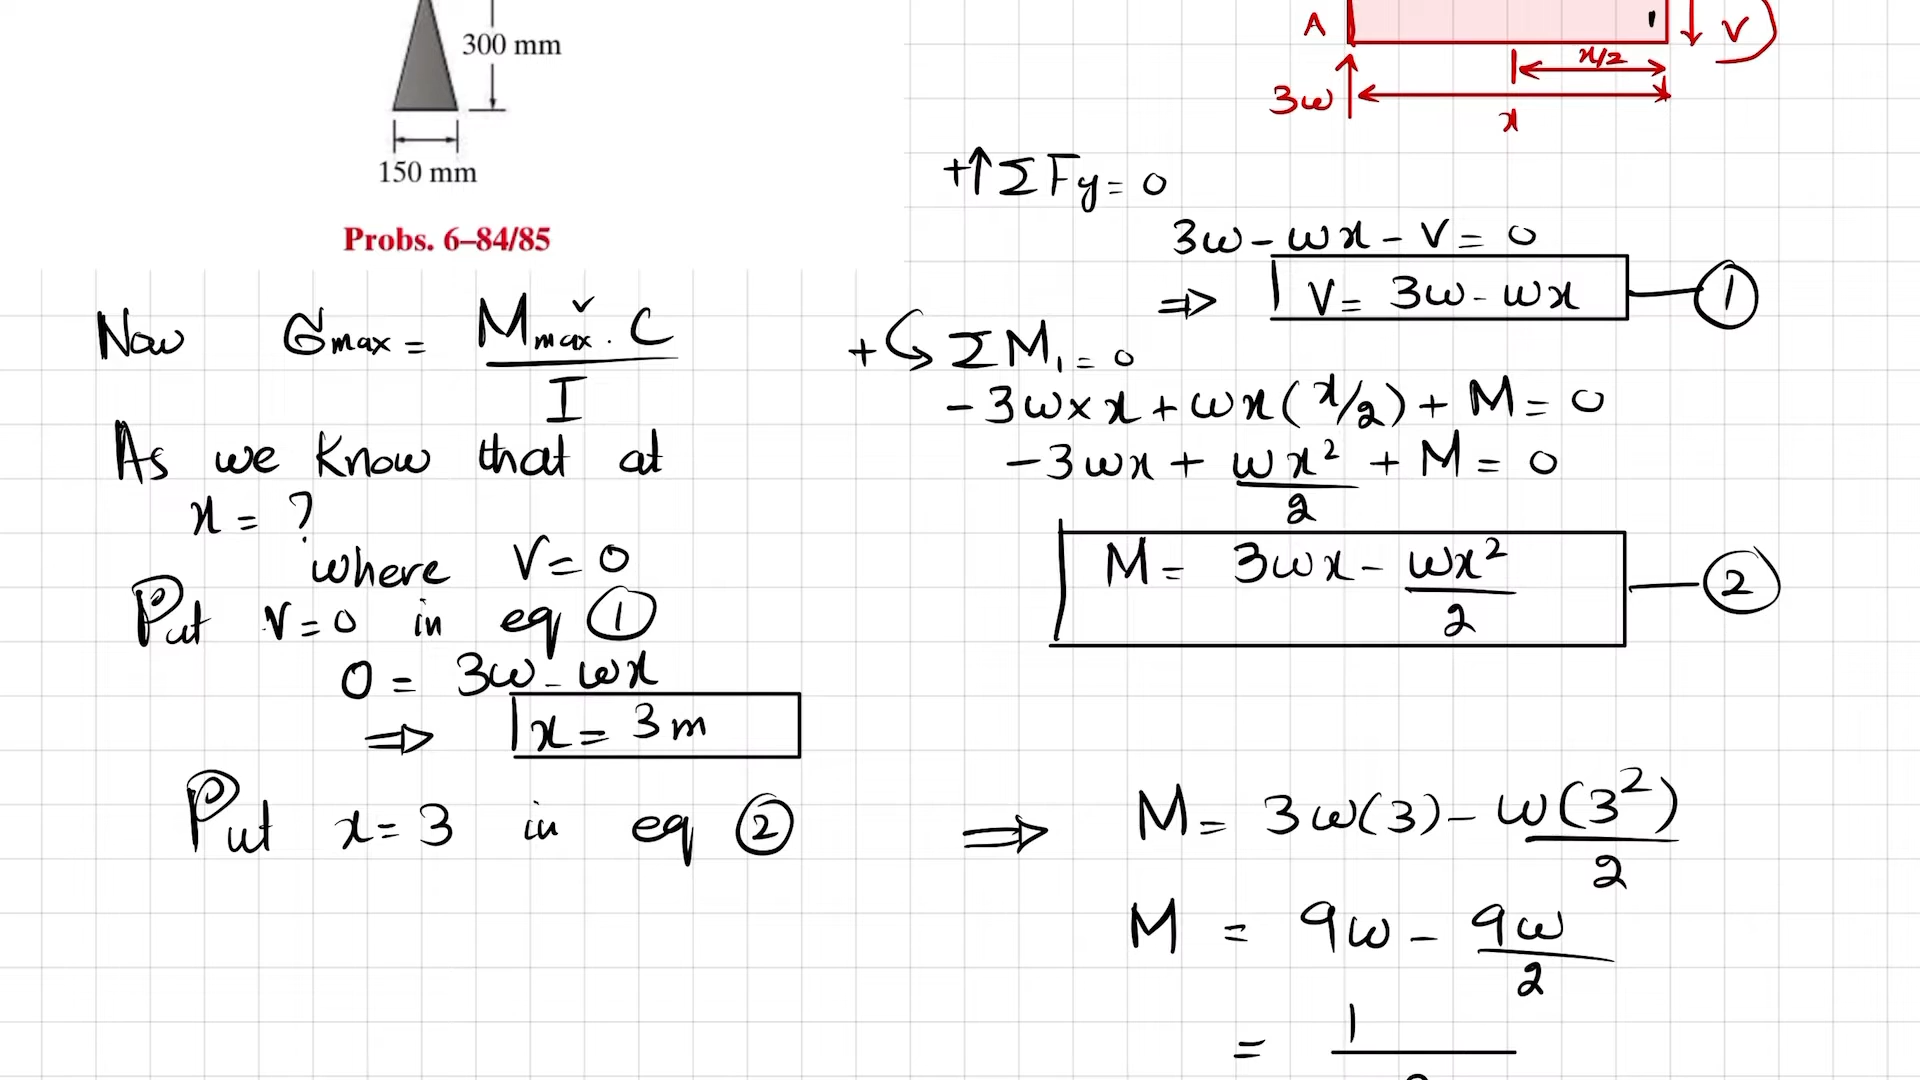 300 mm
150 mm
Probs. 6–84/85
Now σmax = Mmax · C / I
As we know that at
x = ?
where V = 0
Put V = 0 in eq ①
0 = 3w - wx
⇒ x = 3m
Put x = 3 in eq ②
A
1
V
x/2
3w
x
+↑ ΣFy = 0
3w - wx - V = 0
⇒ V = 3w - wx ①
+ ΣM₁ = 0
-3w × x + wx(x/2) + M = 0
-3wx + wx²/2 + M = 0
M = 3wx - wx²/2 ②
⇒ M = 3w(3) - w(3²)/2
M = 9w - 9w/2
=